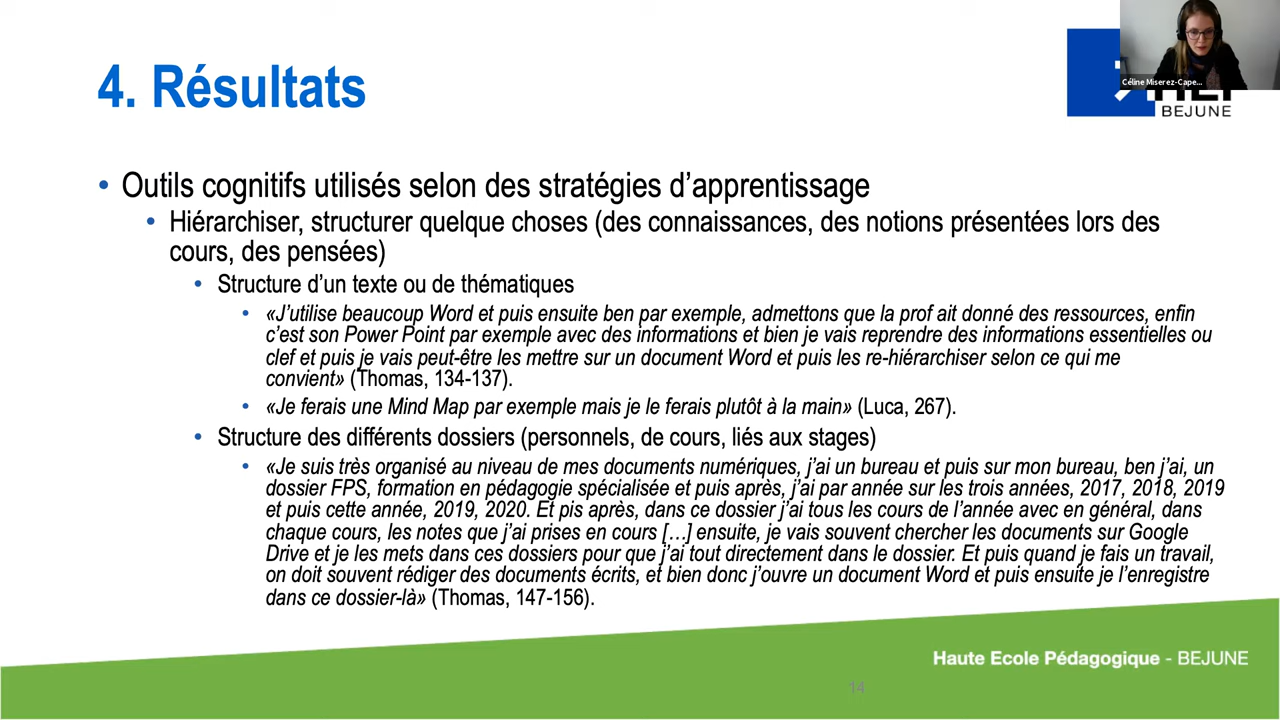 Céline Miserez-Cape...
BEJUNE
4. Résultats
• Outils cognitifs utilisés selon des stratégies d’apprentissage
• Hiérarchiser, structurer quelque choses (des connaissances, des notions présentées lors des
cours, des pensées)
• Structure d’un texte ou de thématiques
• «J’utilise beaucoup Word et puis ensuite ben par exemple, admettons que la prof ait donné des ressources, enfin
c’est son Power Point par exemple avec des informations et bien je vais reprendre des informations essentielles ou
clef et puis je vais peut-être les mettre sur un document Word et puis les re-hiérarchiser selon ce qui me
convient» (Thomas, 134-137).
• «Je ferais une Mind Map par exemple mais je le ferais plutôt à la main» (Luca, 267).
• Structure des différents dossiers (personnels, de cours, liés aux stages)
• «Je suis très organisé au niveau de mes documents numériques, j’ai un bureau et puis sur mon bureau, ben j’ai, un
dossier FPS, formation en pédagogie spécialisée et puis après, j’ai par année sur les trois années, 2017, 2018, 2019
et puis cette année, 2019, 2020. Et pis après, dans ce dossier j’ai tous les cours de l’année avec en général, dans
chaque cours, les notes que j’ai prises en cours […] ensuite, je vais souvent chercher les documents sur Google
Drive et je les mets dans ces dossiers pour que j’ai tout directement dans le dossier. Et puis quand je fais un travail,
on doit souvent rédiger des documents écrits, et bien donc j’ouvre un document Word et puis ensuite je l’enregistre
dans ce dossier-là» (Thomas, 147-156).
Haute Ecole Pédagogique - BEJUNE
14